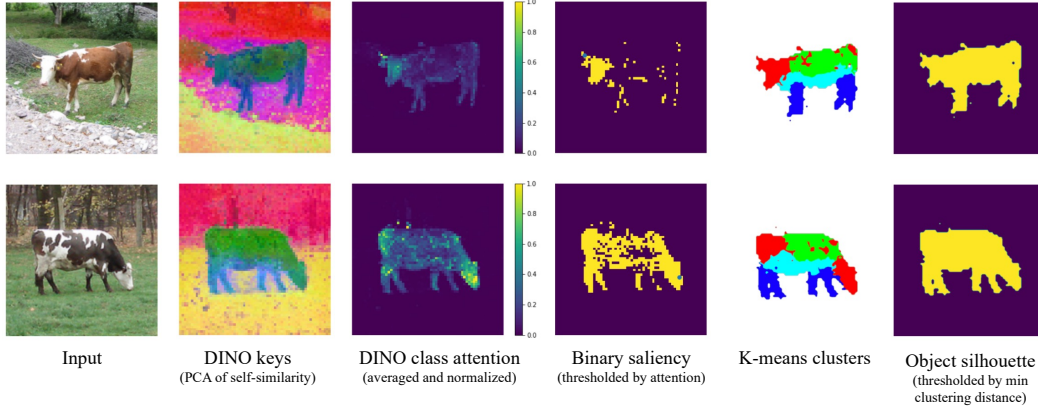 1.0
0.8
0.6
0.4
0.2
0.0
1.0
0.8
0.6
0.4
0.2
0.0
Input
DINO keys
(PCA of self-similarity)
DINO class attention
(averaged and normalized)
Binary saliency
(thresholded by attention)
K-means clusters
Object silhouette
(thresholded by min
clustering distance)